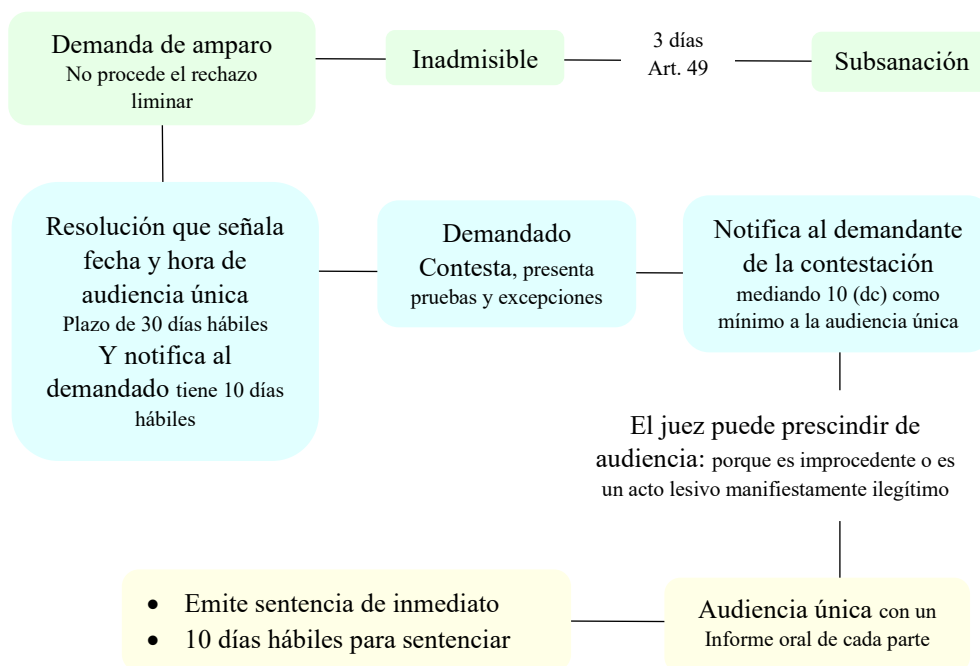 Demanda de amparo
No procede el rechazo
liminar
Inadmisible
3 días
Art. 49
Subsanación
Resolución que señala
fecha y hora de
audiencia única
Plazo de 30 días hábiles
Y notifica al
demandado tiene 10 días
hábiles
Demandado
Contesta, presenta
pruebas y excepciones
Notifica al demandante
de la contestación
mediando 10 (dc) como
mínimo a la audiencia única
El juez puede prescindir de
audiencia: porque es improcedente o es
un acto lesivo manifiestamente ilegítimo
Audiencia única con un
Informe oral de cada parte
• Emite sentencia de inmediato
• 10 días hábiles para sentenciar